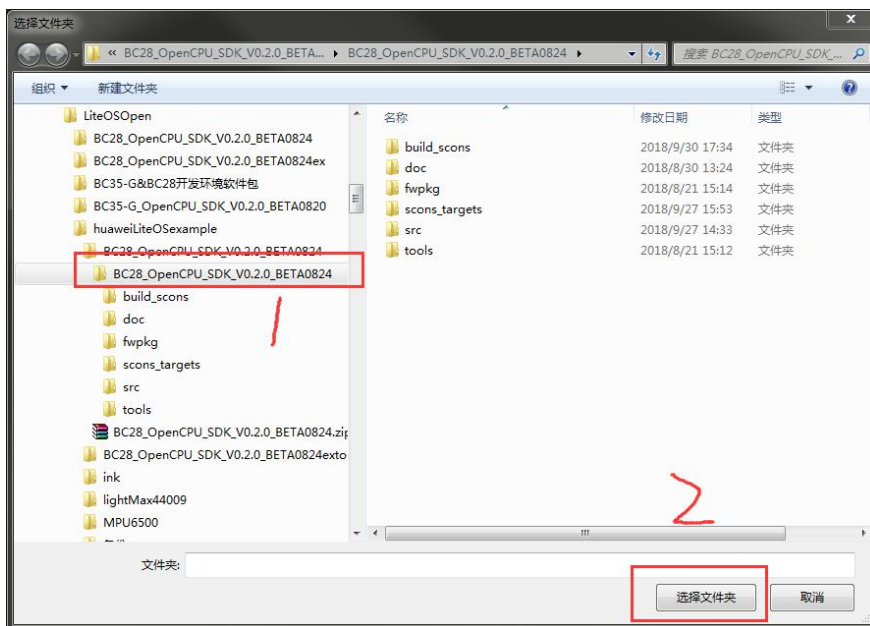 选择文件夹
« BC28_OpenCPU_SDK_V0.2.0_BETA... ▸ BC28_OpenCPU_SDK_V0.2.0_BETA0824 ▸
搜索 BC28_OpenCPU_SDK_...
组织 新建文件夹
LiteOSOpen
BC28_OpenCPU_SDK_V0.2.0_BETA0824
BC28_OpenCPU_SDK_V0.2.0_BETA0824ex
BC35-G&BC28开发环境软件包
BC35-G_OpenCPU_SDK_V0.2.0_BETA0820
huaweiLiteOSexample
BC28_OpenCPU_SDK_V0.2.0_BETA0824
BC28_OpenCPU_SDK_V0.2.0_BETA0824
build_scons
doc
fwpkg
scons_targets
src
tools
BC28_OpenCPU_SDK_V0.2.0_BETA0824.zip
BC28_OpenCPU_SDK_V0.2.0_BETA0824exto
ink
lightMax44009
MPU6500
1
名称 修改日期 类型
build_scons 2018/9/30 17:34 文件夹
doc 2018/8/30 13:24 文件夹
fwpkg 2018/8/21 15:14 文件夹
scons_targets 2018/9/27 15:53 文件夹
src 2018/9/27 14:33 文件夹
tools 2018/8/21 15:12 文件夹
2
文件夹:
选择文件夹 取消